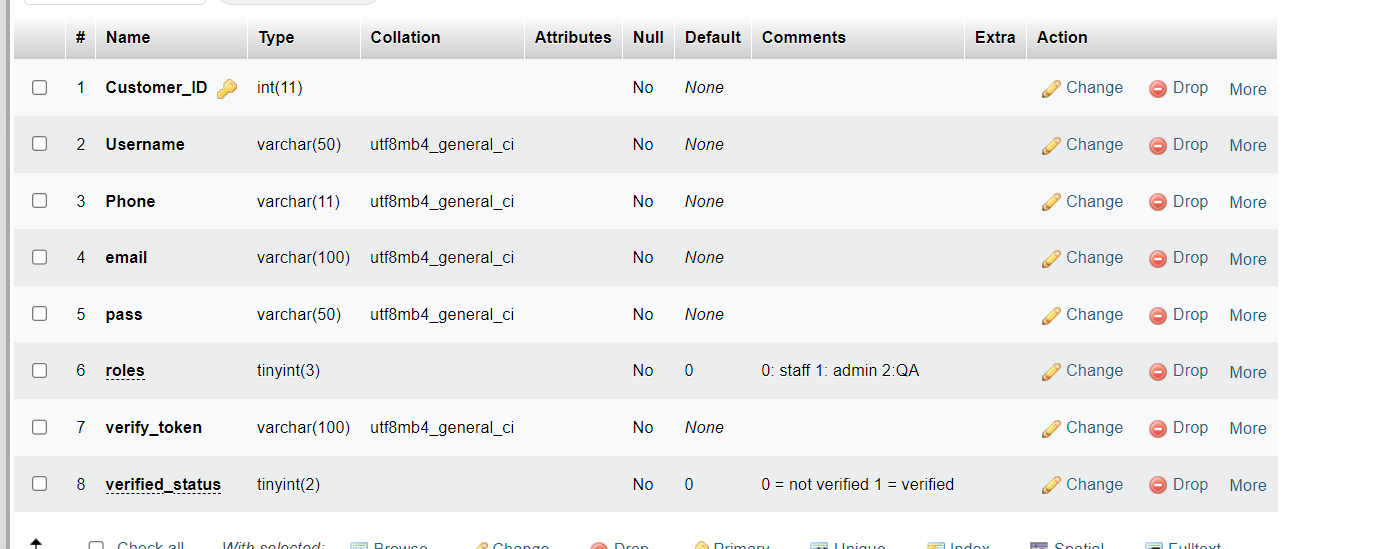 # Name Type Collation Attributes Null Default Comments Extra Action
1 Customer_ID int(11) No None Change Drop More
2 Username varchar(50) utf8mb4_general_ci No None Change Drop More
3 Phone varchar(11) utf8mb4_general_ci No None Change Drop More
4 email varchar(100) utf8mb4_general_ci No None Change Drop More
5 pass varchar(50) utf8mb4_general_ci No None Change Drop More
6 roles tinyint(3) No 0 0: staff 1: admin 2:QA Change Drop More
7 verify_token varchar(100) utf8mb4_general_ci No None Change Drop More
8 verified_status tinyint(2) No 0 0 = not verified 1 = verified Change Drop More
Check all With selected: Browse Change Drop Primary Unique Index Spatial Fulltext